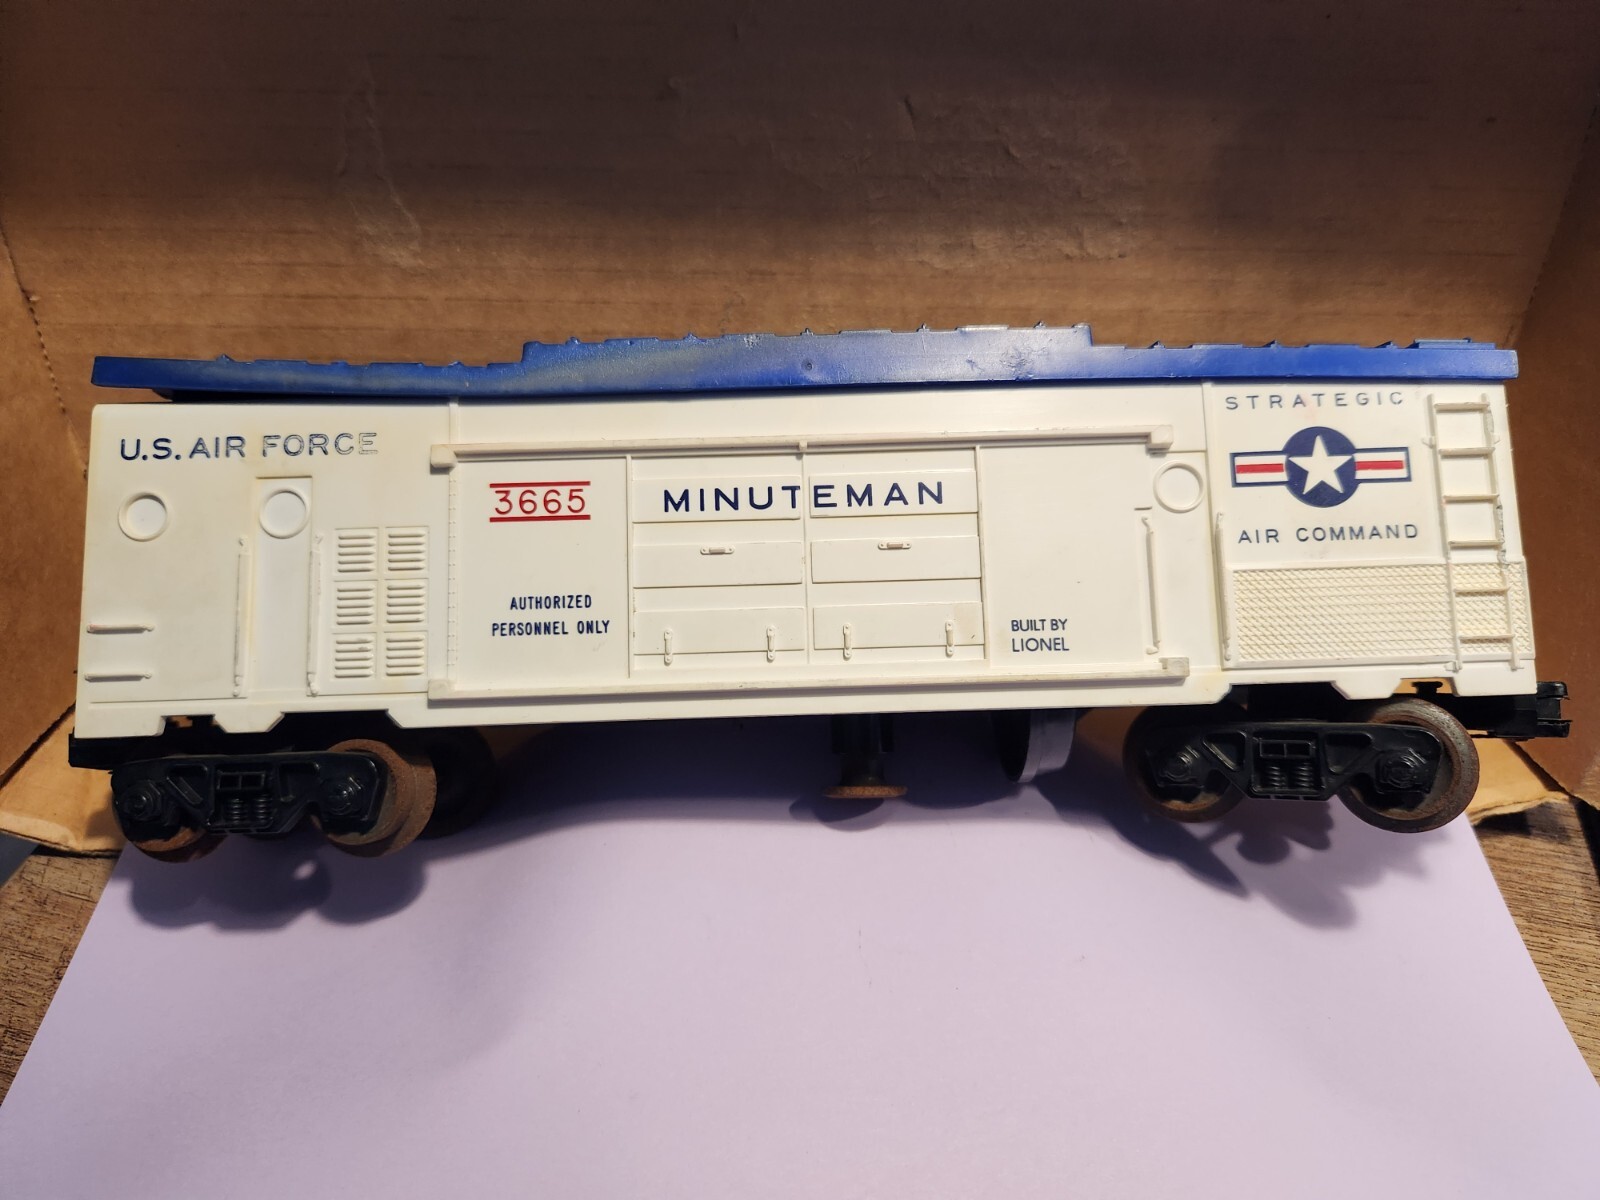 U.S. AIR FORCE
3665
AUTHORIZED
PERSONNEL ONLY
MINUTEMAN
BUILT BY
LIONEL
STRATEGIC
AIR COMMAND